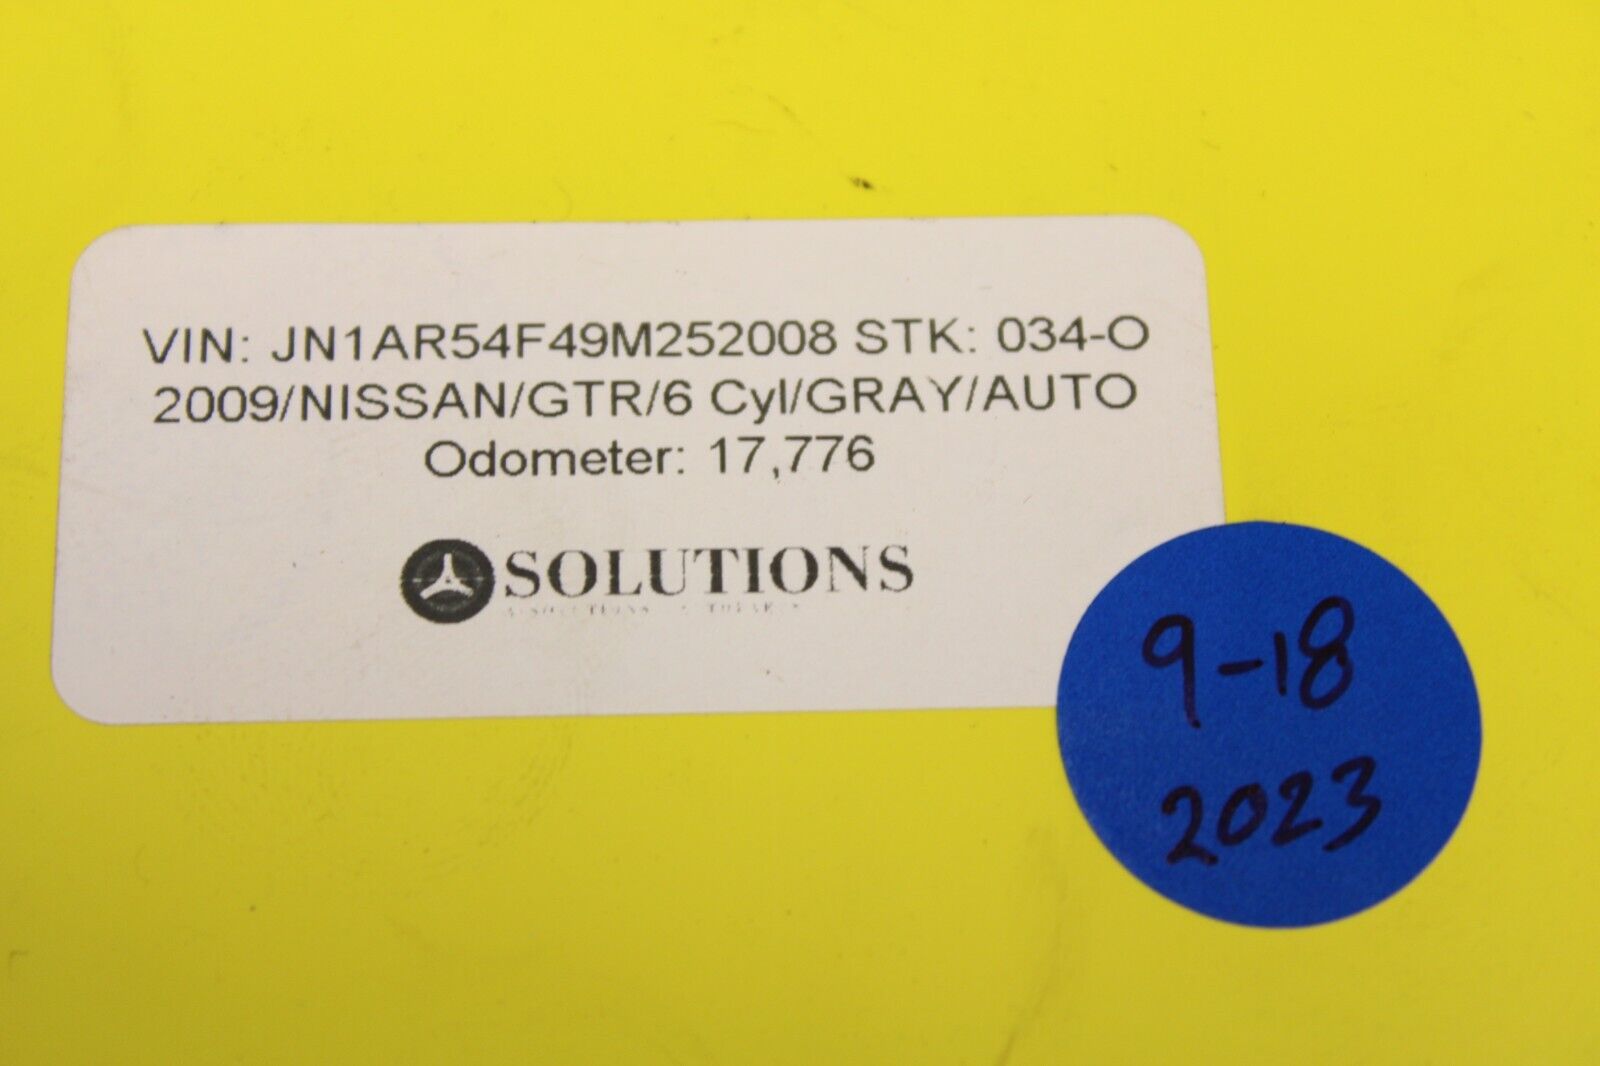 VIN: JN1AR54F49M252008 STK: 034-O
2009/NISSAN/GTR/6 Cyl/GRAY/AUTO
Odometer: 17,776
SOLUTIONS
9-18
2023